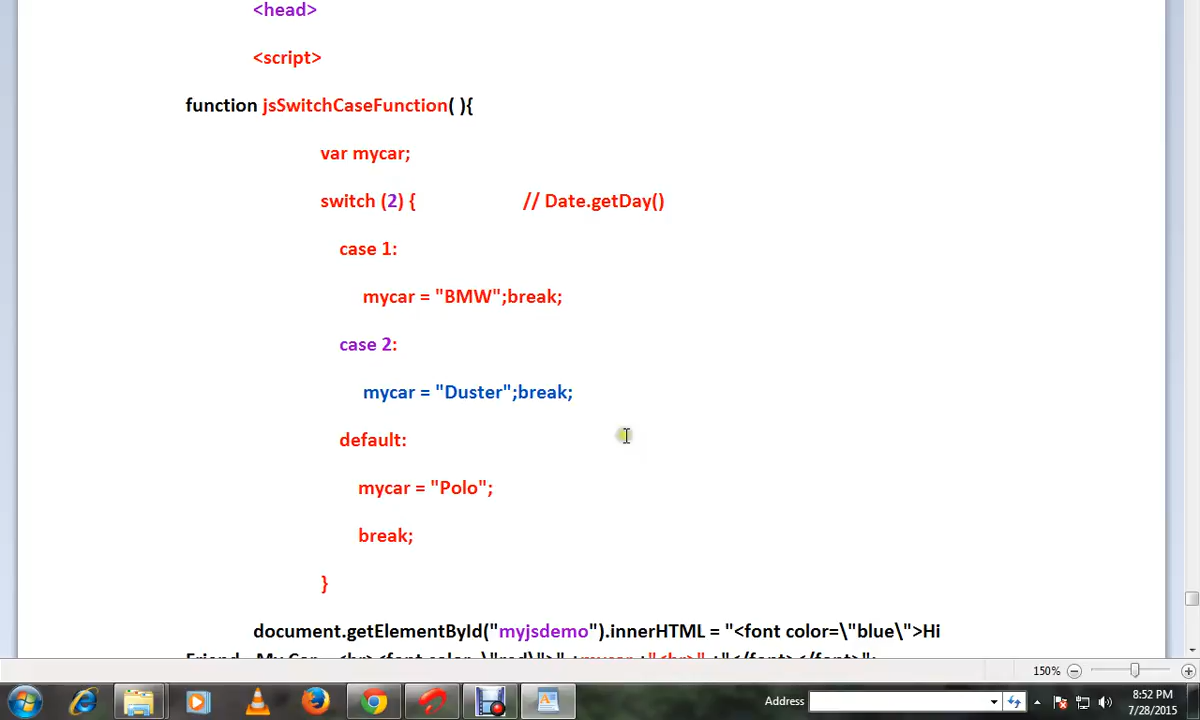 <head>
<script>
function jsSwitchCaseFunction( ){
var mycar;
switch (2) { // Date.getDay()
case 1:
mycar = "BMW";break;
case 2:
mycar = "Duster";break;
default:
mycar = "Polo";
break;
}
document.getElementById("myjsdemo").innerHTML = "<font color=\"blue\">Hi
150%
Address
8:52 PM
7/28/2015